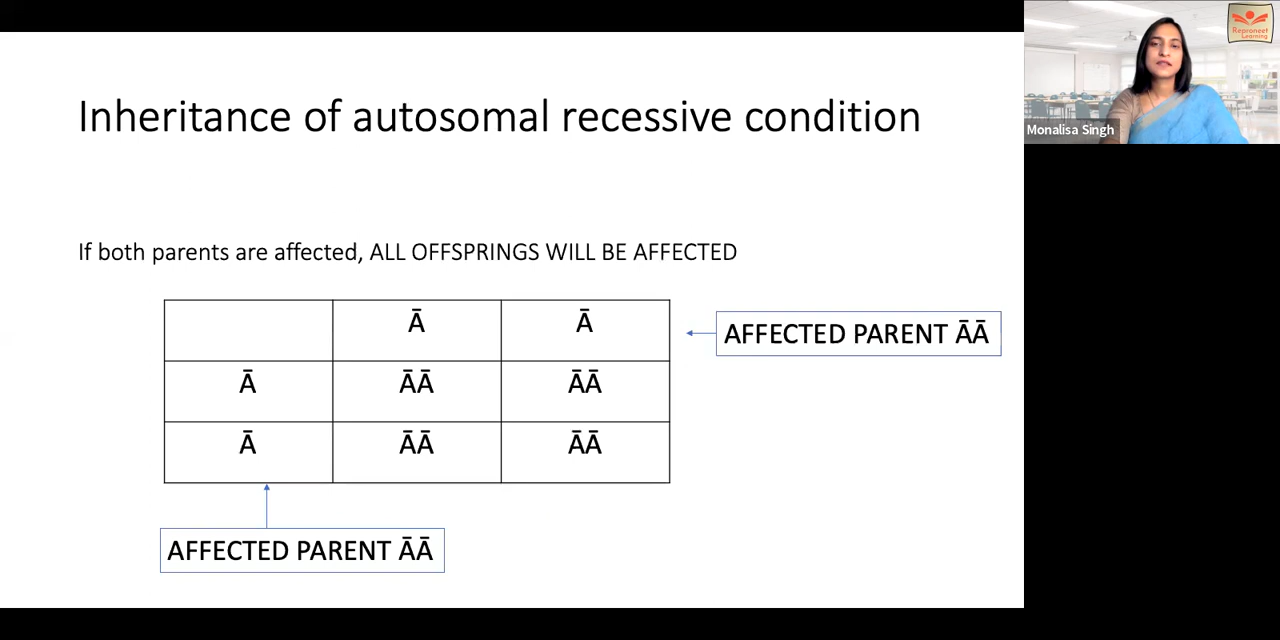 Inheritance of autosomal recessive condition
If both parents are affected, ALL OFFSPRINGS WILL BE AFFECTED
Ā Ā
Ā ĀĀ ĀĀ
Ā ĀĀ ĀĀ
AFFECTED PARENT ĀĀ
AFFECTED PARENT ĀĀ
Monalisa Singh
Reproneet
Learning